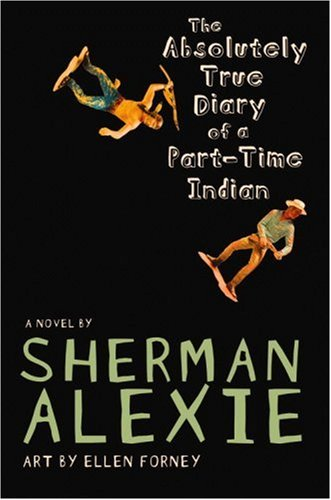 The
Absolutely
True
Diary
of a
Part-Time
Indian
A NOVEL BY
SHERMAN
ALEXIE
ART BY ELLEN FORNEY